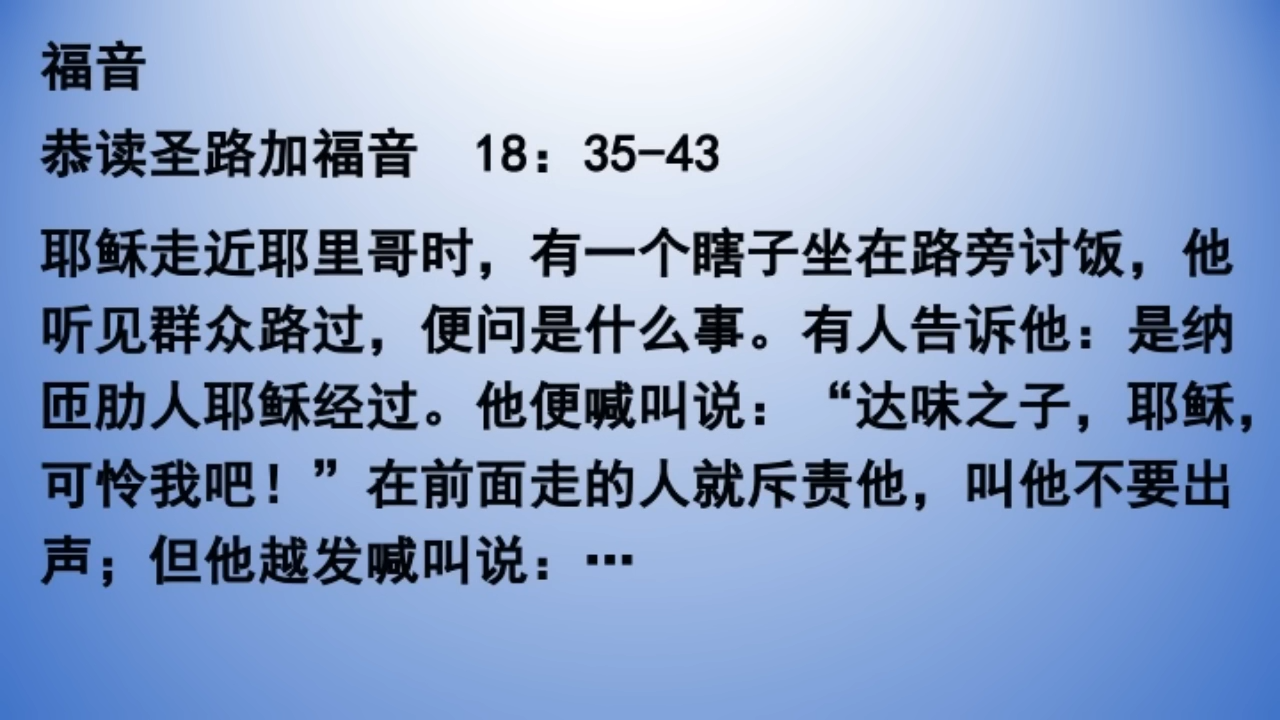 福音
恭读圣路加福音　18：35-43
耶稣走近耶里哥时，有一个瞎子坐在路旁讨饭，他
听见群众路过，便问是什么事。有人告诉他：是纳
匝肋人耶稣经过。他便喊叫说：“达味之子，耶稣，
可怜我吧！”在前面走的人就斥责他，叫他不要出
声；但他越发喊叫说：…